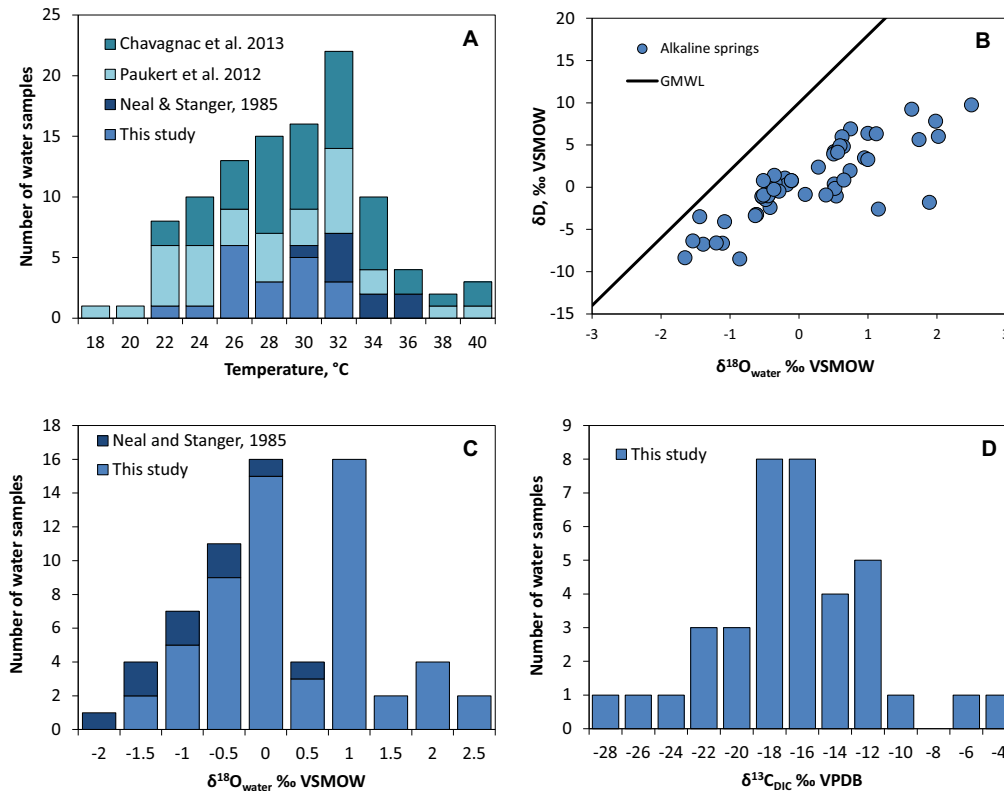 A
Chavagnac et al. 2013
Paukert et al. 2012
Neal & Stanger, 1985
This study
Number of water samples
25
20
15
10
5
0
18 20 22 24 26 28 30 32 34 36 38 40
Temperature, °C
B
Alkaline springs
GMWL
δD, ‰ VSMOW
20
15
10
5
0
-5
-10
-15
-3 -2 -1 0 1 2 3
δ¹⁸O_water ‰ VSMOW
C
Neal and Stanger, 1985
This study
Number of water samples
18
16
14
12
10
8
6
4
2
0
-2 -1.5 -1 -0.5 0 0.5 1 1.5 2 2.5
δ¹⁸O_water ‰ VSMOW
D
This study
Number of water samples
9
8
7
6
5
4
3
2
1
0
-28 -26 -24 -22 -20 -18 -16 -14 -12 -10 -8 -6 -4
δ¹³C_DIC ‰ VPDB